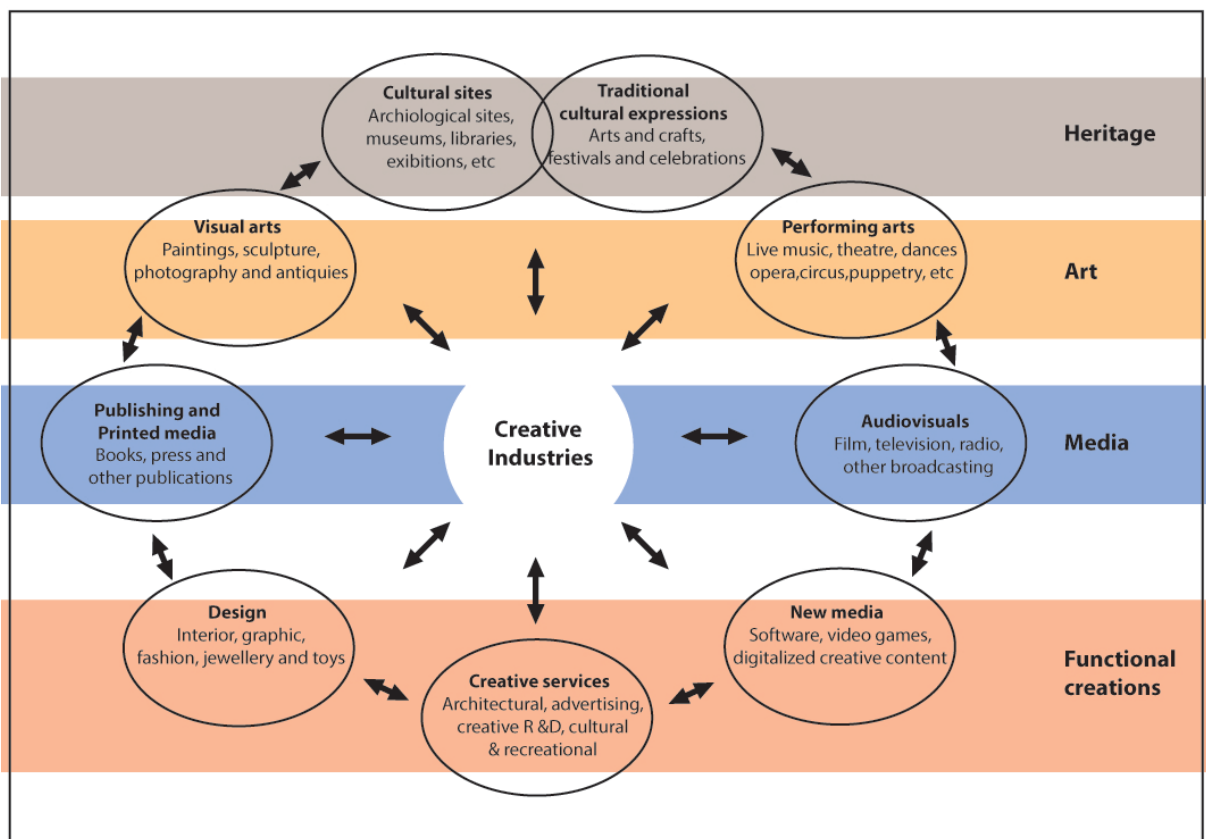 Cultural sites
Archiological sites,
museums, libraries,
exibitions, etc
Traditional
cultural expressions
Arts and crafts,
festivals and celebrations
Heritage
Visual arts
Paintings, sculpture,
photography and antiquies
Performing arts
Live music, theatre, dances
opera,circus,puppetry, etc
Art
Publishing and
Printed media
Books, press and
other publications
Creative
Industries
Audiovisuals
Film, television, radio,
other broadcasting
Media
Design
Interior, graphic,
fashion, jewellery and toys
Creative services
Architectural, advertising,
creative R &D, cultural
& recreational
New media
Software, video games,
digitalized creative content
Functional
creations